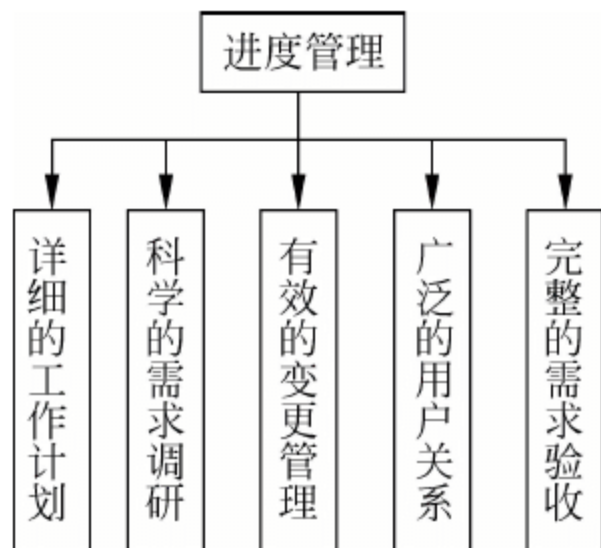 进度管理
详细的工作计划
科学的需求调研
有效的变更管理
广泛的用户关系
完整的需求验收